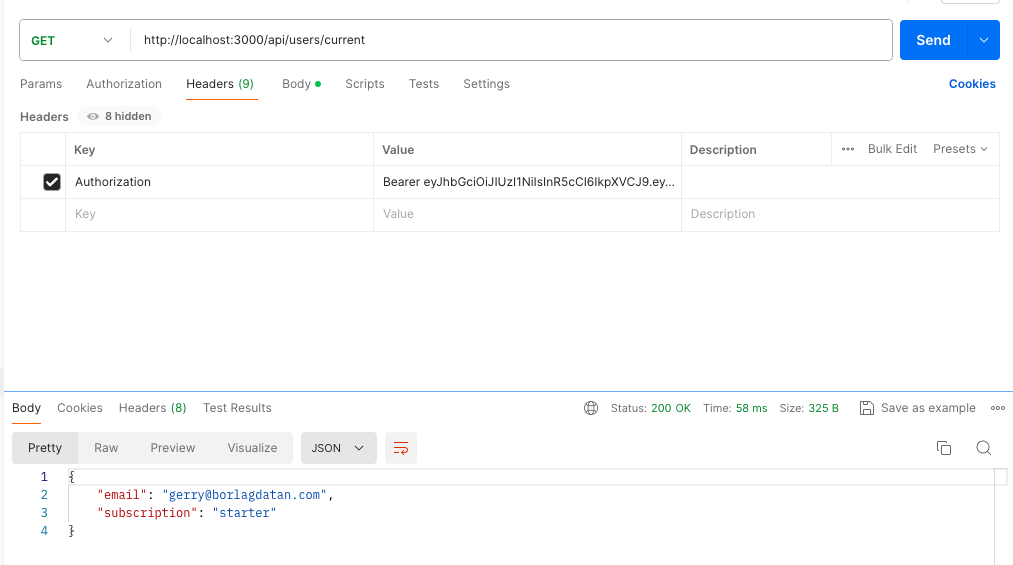 GET http://localhost:3000/api/users/current Send
Params Authorization Headers (9) Body Scripts Tests Settings Cookies
Headers 8 hidden
Key Value Description ••• Bulk Edit Presets
Authorization Bearer eyJhbGciOiJIUzI1NiIsInR5cCI6IkpXVCJ9.ey...
Key Value Description
Body Cookies Headers (8) Test Results Status: 200 OK Time: 58 ms Size: 325 B Save as example •••
Pretty Raw Preview Visualize JSON
1 {
2 "email": "gerry@borlagdatan.com",
3 "subscription": "starter"
4 }